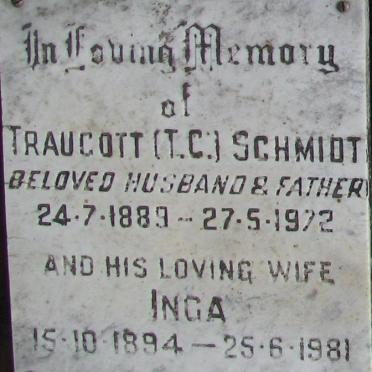 In Loving Memory
of
TRAUGOTT (T.C.) SCHMIDT
BELOVED HUSBAND & FATHER
24-7-1889 - 27-5-1972
AND HIS LOVING WIFE
INGA
15-10-1894 - 25-6-1981